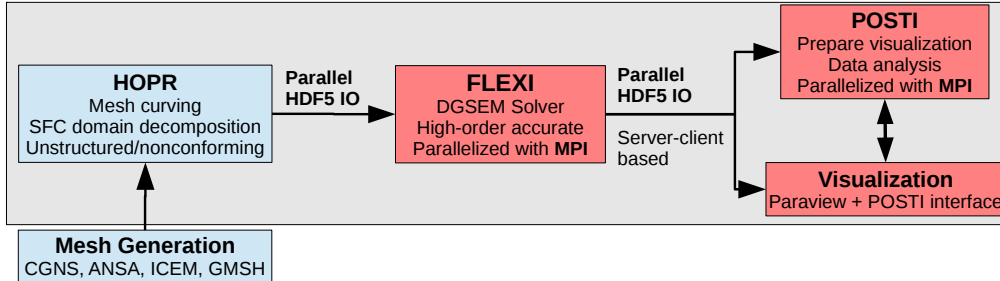 HOPR
Mesh curving
SFC domain decomposition
Unstructured/nonconforming
Parallel
HDF5 IO
FLEXI
DGSEM Solver
High-order accurate
Parallelized with MPI
Parallel
HDF5 IO
Server-client
based
POSTI
Prepare visualization
Data analysis
Parallelized with MPI
Visualization
Paraview + POSTI interface
Mesh Generation
CGNS, ANSA, ICEM, GMSH